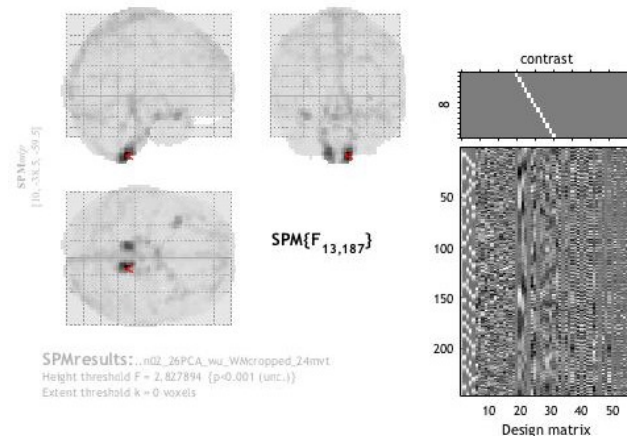 contrast
8
SPMmip
[10, -38.5, -59.5]
SPM{F13,187}
50
100
150
200
SPMresults:..n02_26PCA_wu_WMcropped_24mvt
Height threshold F = 2.827894 {p<0.001 (unc.)}
Extent threshold k = 0 voxels
10 20 30 40 50
Design matrix